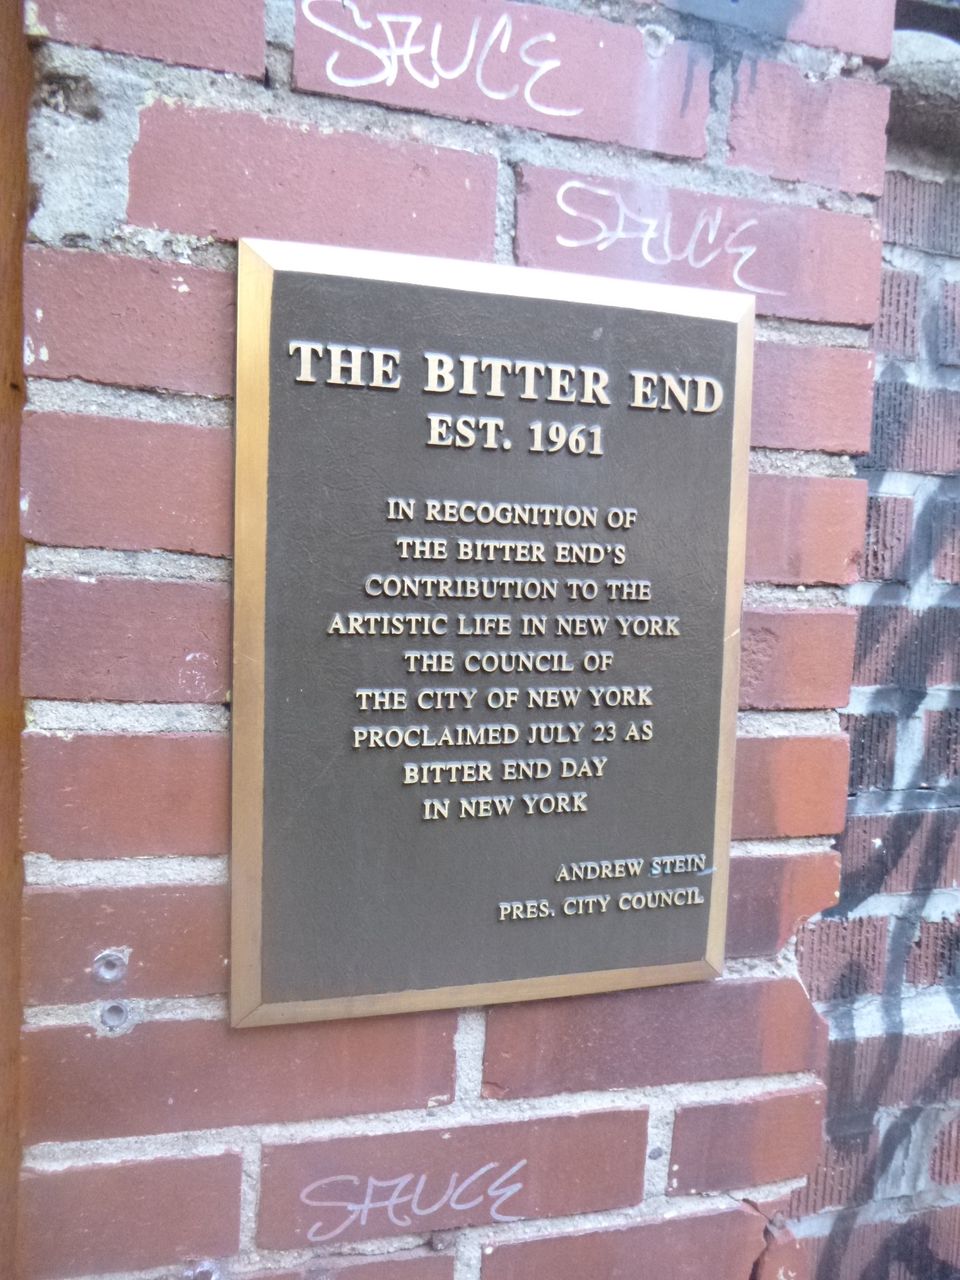 SAUCE
SAUCE
THE BITTER END
EST. 1961
IN RECOGNITION OF
THE BITTER END'S
CONTRIBUTION TO THE
ARTISTIC LIFE IN NEW YORK
THE COUNCIL OF
THE CITY OF NEW YORK
PROCLAIMED JULY 23 AS
BITTER END DAY
IN NEW YORK
ANDREW STEIN
PRES. CITY COUNCIL
SAUCE